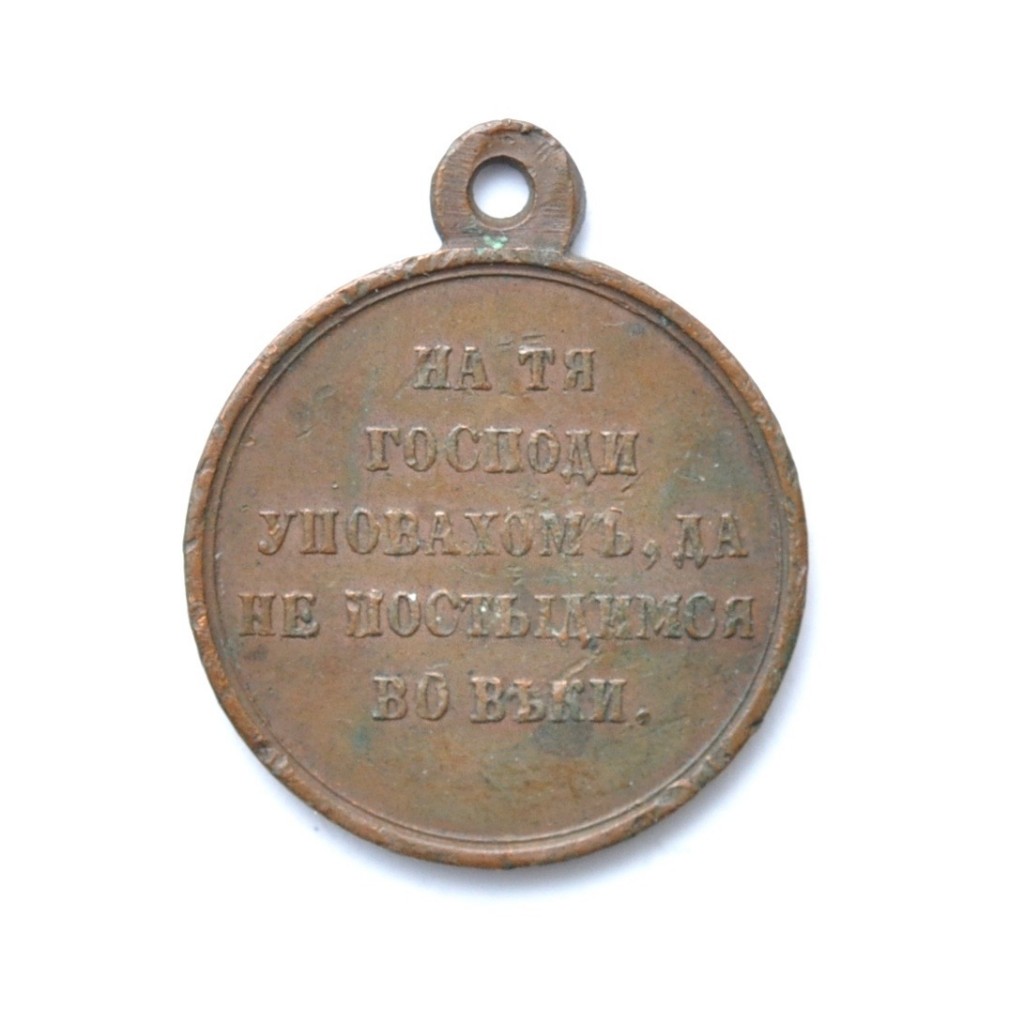 НА ТЯ
ГОСПОДИ
УПОВАХОМЪ, ДА
НЕ ПОСТЫДИМСЯ
ВО ВѢКИ.